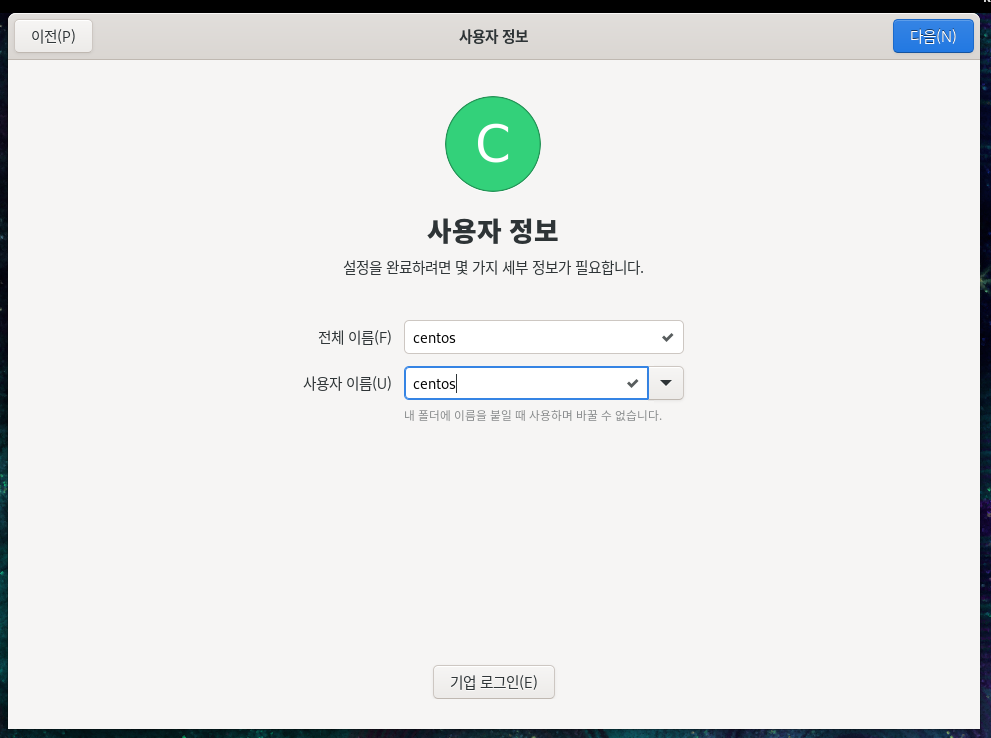 이전(P)
사용자 정보
다음(N)
C
사용자 정보
설정을 완료하려면 몇 가지 세부 정보가 필요합니다.
전체 이름(F)
centos
사용자 이름(U)
centos
내 폴더에 이름을 붙일 때 사용하며 바꿀 수 없습니다.
기업 로그인(E)